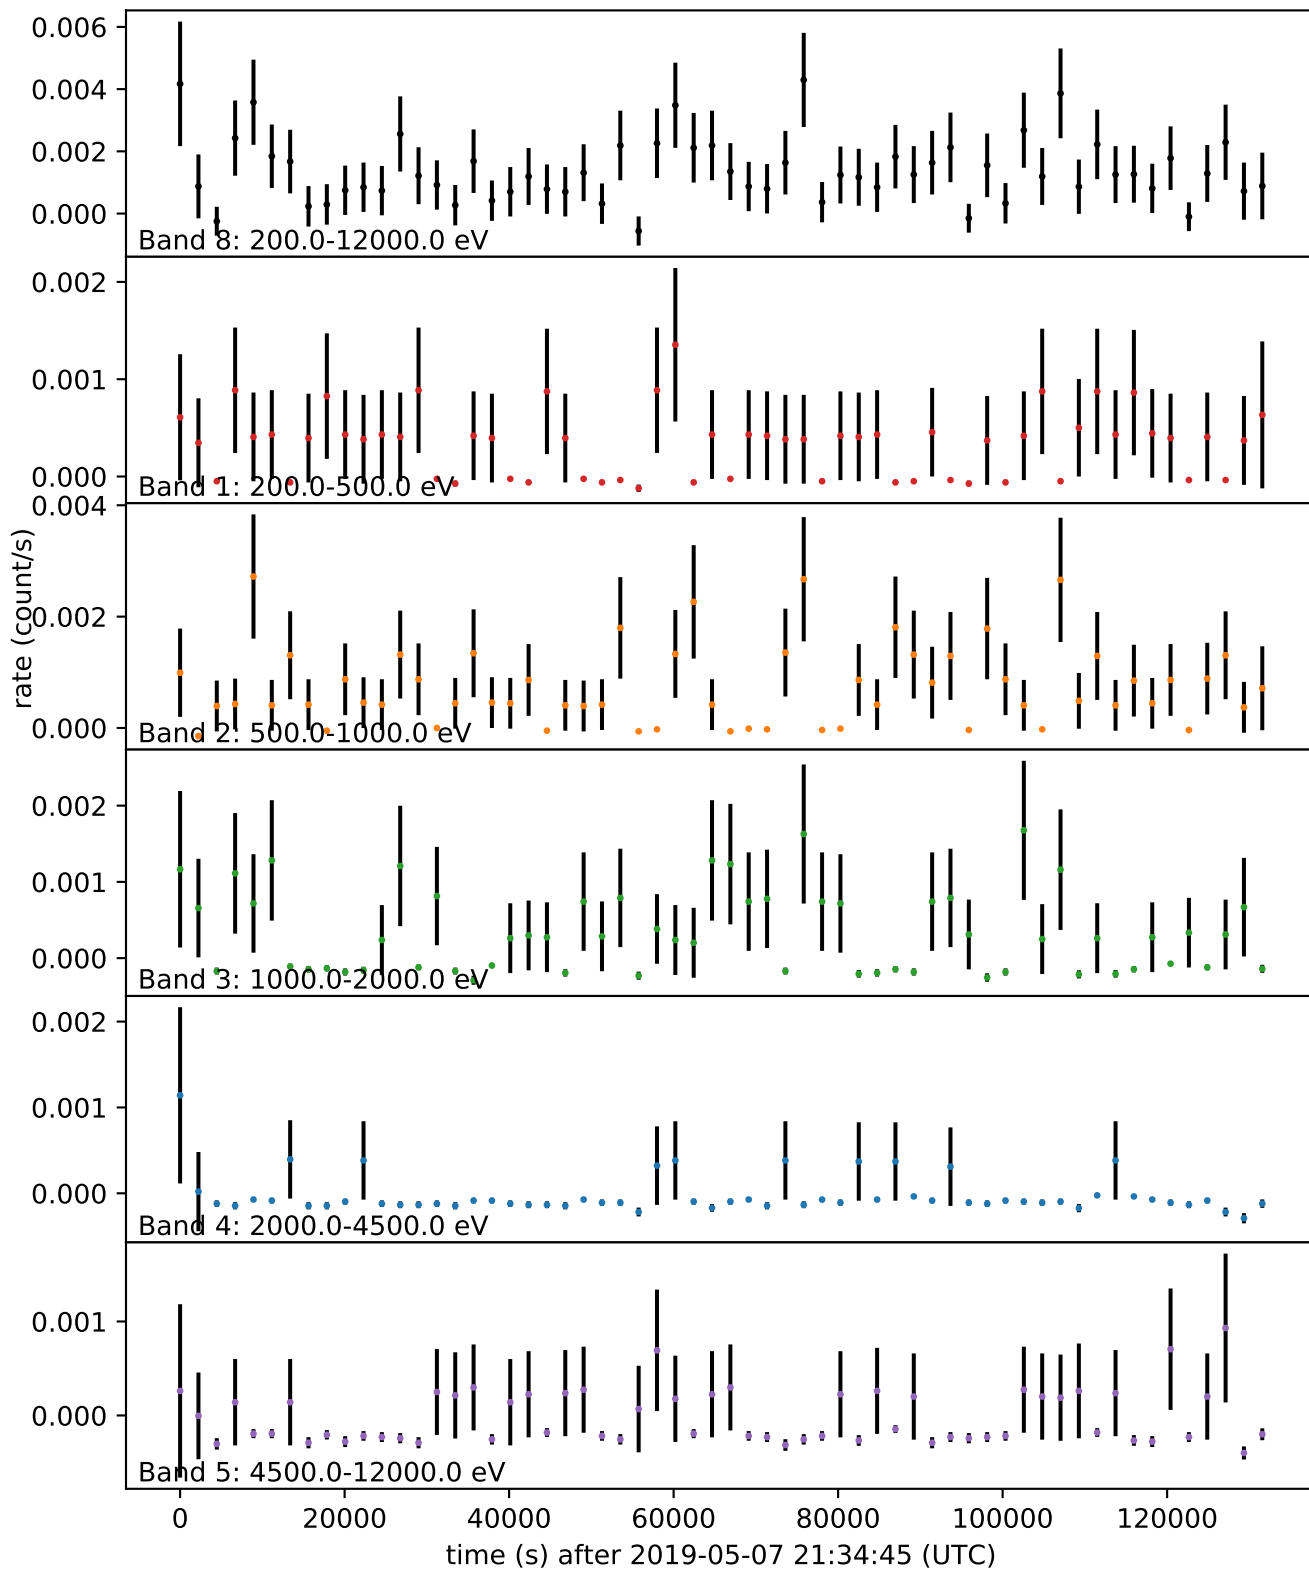 0.006
0.004
0.002
0.000
Band 8: 200.0-12000.0 eV
0.002
0.001
0.000
Band 1: 200.0-500.0 eV
0.004
0.002
0.000
Band 2: 500.0-1000.0 eV
rate (count/s)
0.002
0.001
0.000
Band 3: 1000.0-2000.0 eV
0.002
0.001
0.000
Band 4: 2000.0-4500.0 eV
0.001
0.000
Band 5: 4500.0-12000.0 eV
0 20000 40000 60000 80000 100000 120000
time (s) after 2019-05-07 21:34:45 (UTC)